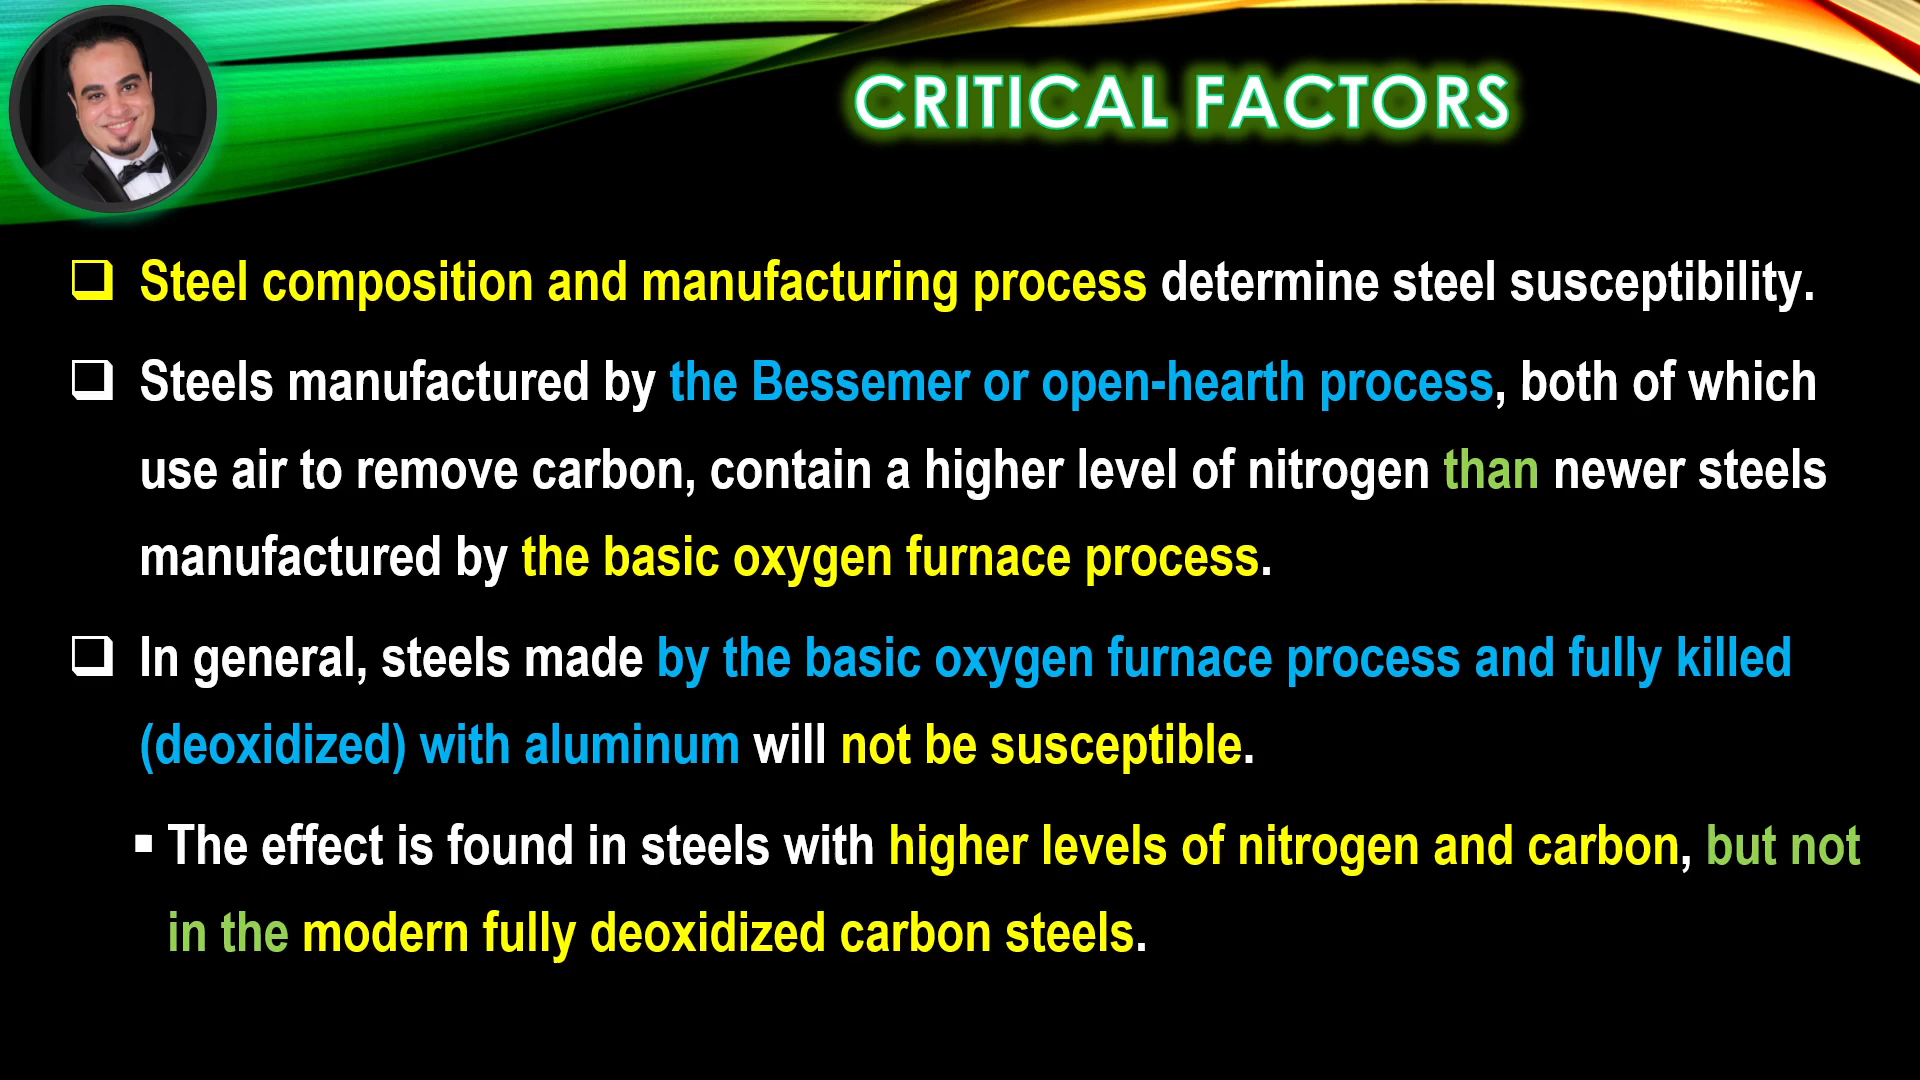 CRITICAL FACTORS
Steel composition and manufacturing process determine steel susceptibility.
Steels manufactured by the Bessemer or open-hearth process, both of which
use air to remove carbon, contain a higher level of nitrogen than newer steels
manufactured by the basic oxygen furnace process.
In general, steels made by the basic oxygen furnace process and fully killed
(deoxidized) with aluminum will not be susceptible.
The effect is found in steels with higher levels of nitrogen and carbon, but not
in the modern fully deoxidized carbon steels.